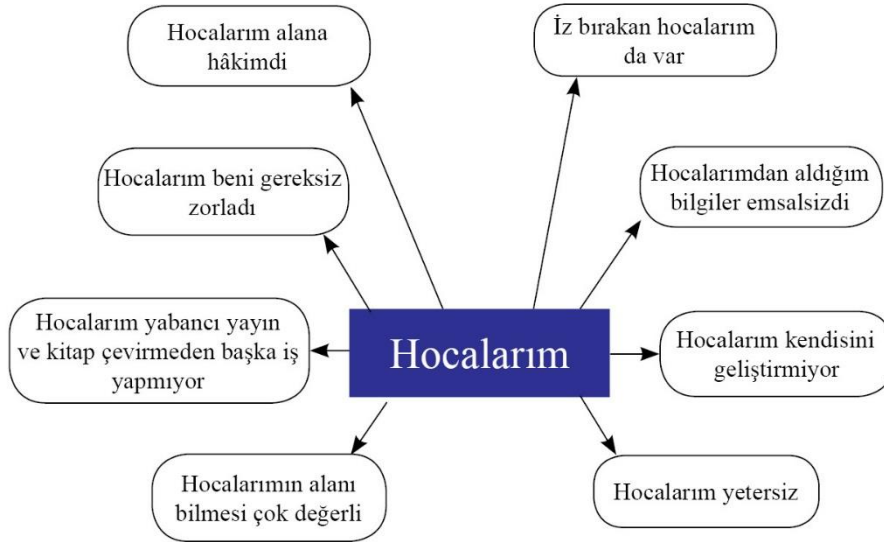 Hocalarım alana
hâkimdi
İz bırakan hocalarım
da var
Hocalarım beni gereksiz
zorladı
Hocalarımdan aldığım
bilgiler emsalsizdi
Hocalarım yabancı yayın
ve kitap çevirmeden başka iş
yapmıyor
Hocalarım
Hocalarım kendisini
geliştirmiyor
Hocalarımın alanı
bilmesi çok değerli
Hocalarım yetersiz